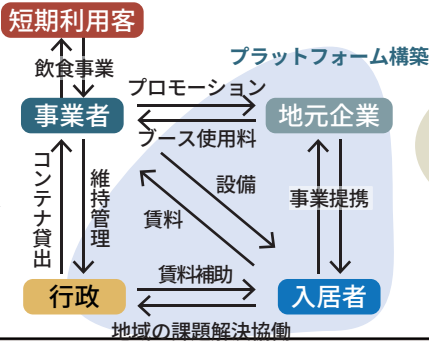 短期利用客
飲食事業
プラットフォーム構築
プロモーション
事業者
地元企業
ブース使用料
コンテナ貸出
維持管理
設備
賃料
事業提携
賃料補助
行政
入居者
地域の課題解決協働